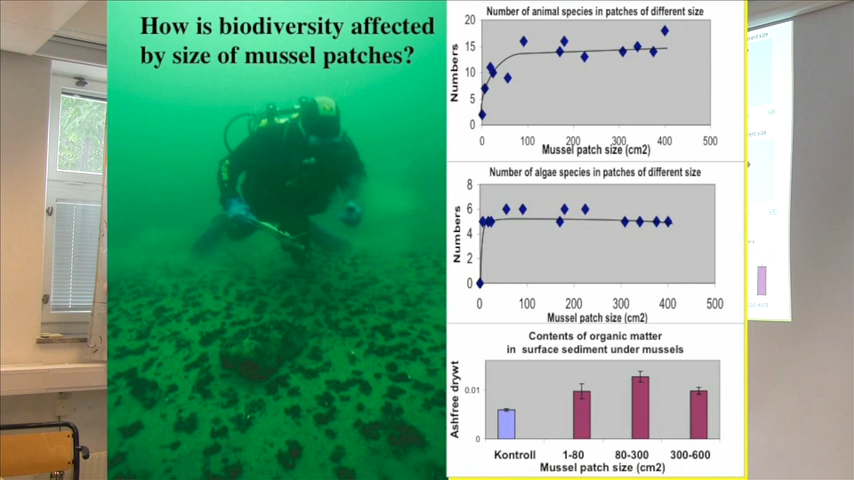 How is biodiversity affected
by size of mussel patches?
Number of animal species in patches of different size
Numbers
20
15
10
5
0
0
100
200
300
400
500
Mussel patch size (cm2)
Number of algae species in patches of different size
Numbers
8
6
4
2
0
0
100
200
300
400
500
Mussel patch size (cm2)
Contents of organic matter
in surface sediment under mussels
Ashfree drywt
0.01
0
Kontroll
1-80
80-300
300-600
Mussel patch size (cm2)